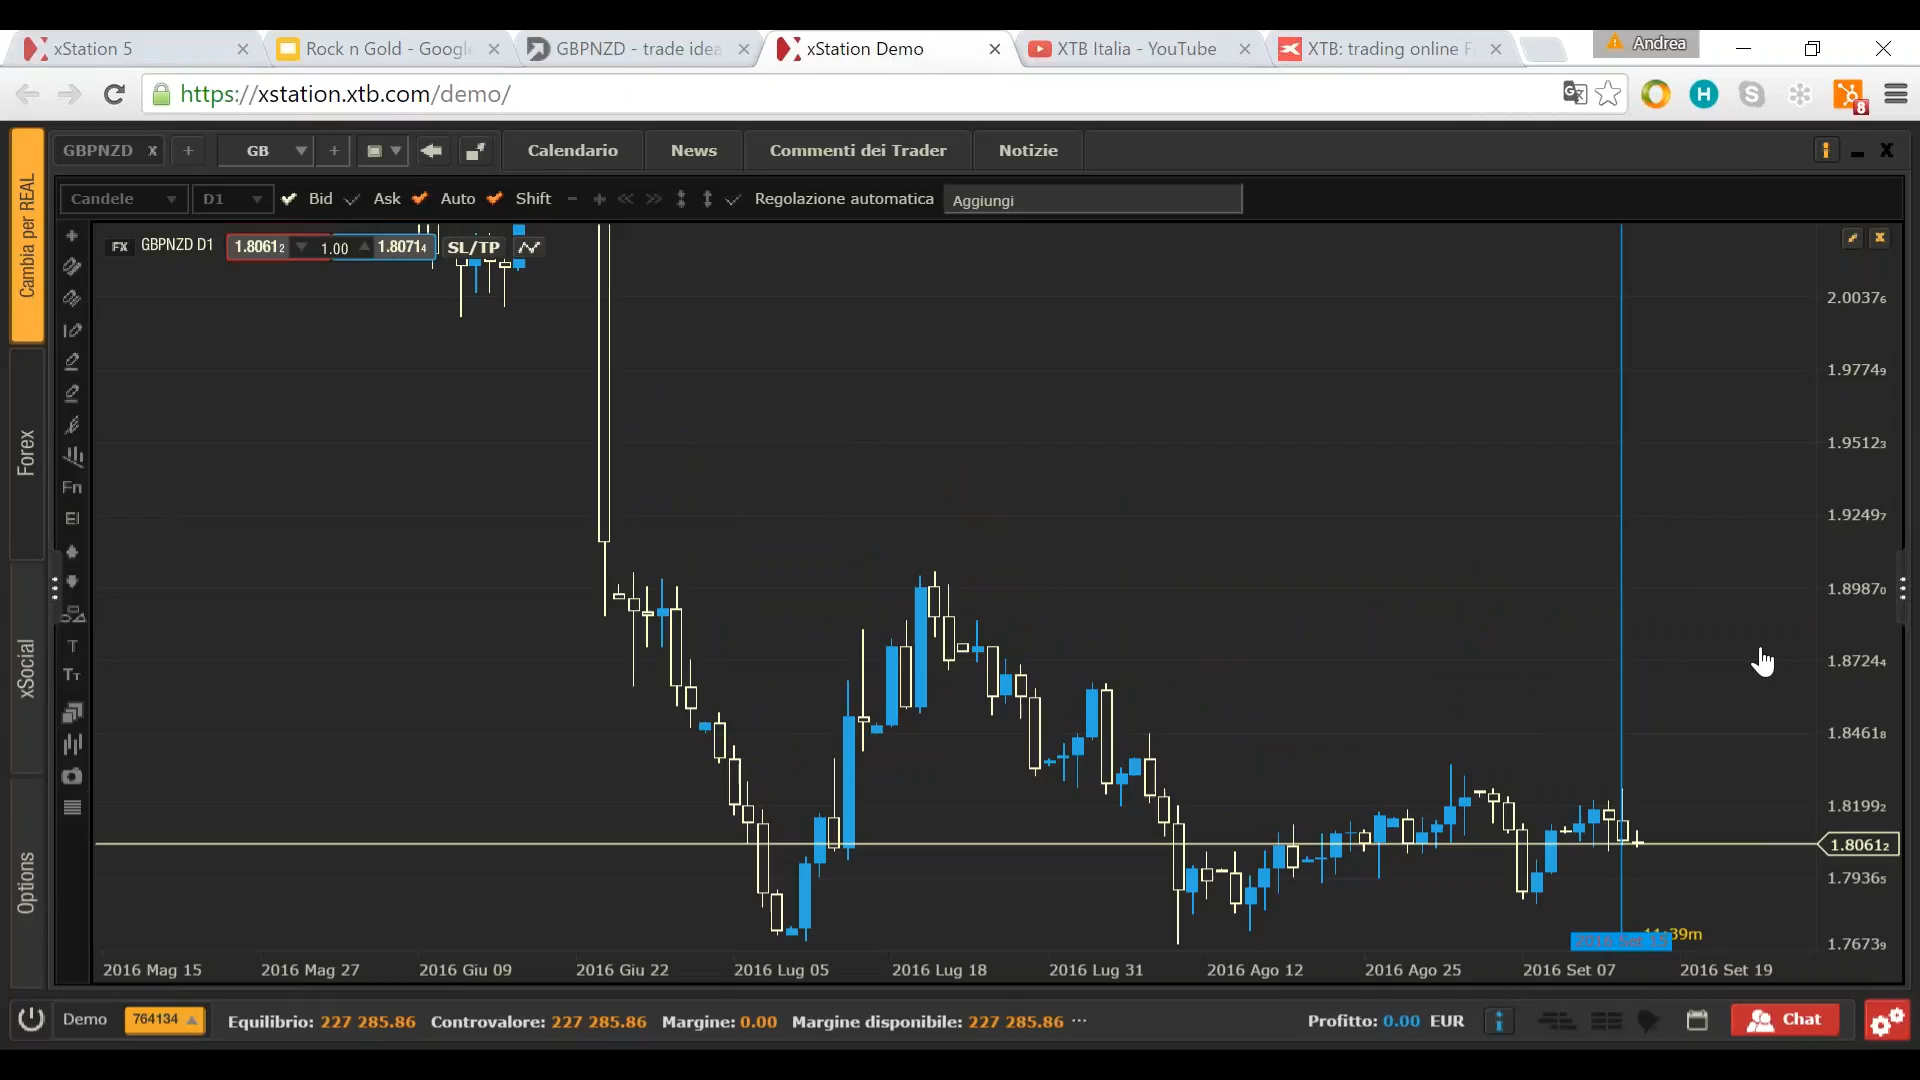 xStation 5
Rock n Gold - Google
GBPNZD - trade idea
xStation Demo
XTB Italia - YouTube
XTB: trading online F
Andrea
https://xstation.xtb.com/demo/
H
S
8
Cambia per REAL
Forex
xSocial
Options
GBPNZD x
GB
Calendario
News
Commenti dei Trader
Notizie
Candele
D1
Bid
Ask
Auto
Shift
Regolazione automatica
Aggiungi
FX
GBPNZD D1
1.80612
1.00
1.80714
SL/TP
Fn
El
T
TT
2.00376
1.97749
1.95123
1.92497
1.89870
1.87244
1.84618
1.81992
1.80612
1.79365
1.76739
39m
2016 Mag 15
2016 Mag 27
2016 Giu 09
2016 Giu 22
2016 Lug 05
2016 Lug 18
2016 Lug 31
2016 Ago 12
2016 Ago 25
2016 Set 07
2016 Set 19
Demo
764134
Equilibrio: 227 285.86
Controvalore: 227 285.86
Margine: 0.00
Margine disponibile: 227 285.86 ...
Profitto: 0.00 EUR
Chat